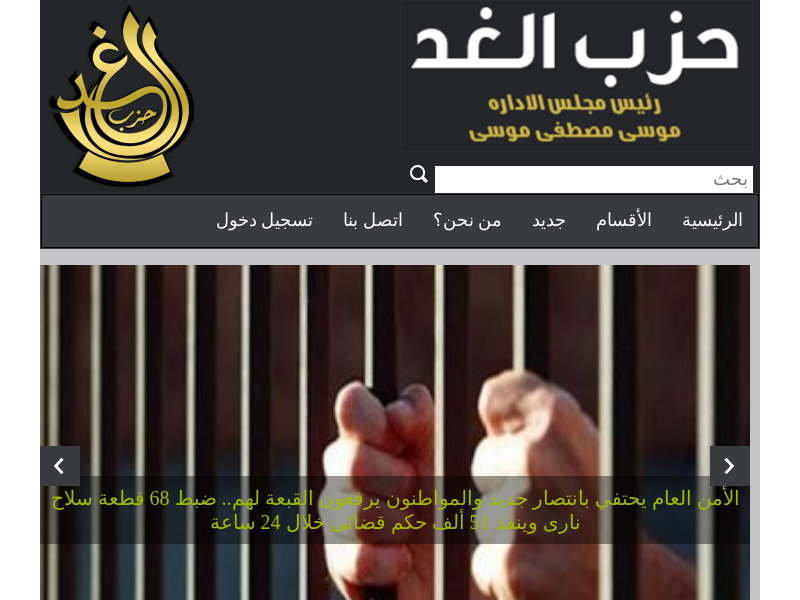 حزب الغد
رئيس مجلس الاداره
موسى مصطفى موسى
غد
حزب
بحث
الرئيسية الأقسام جديد من نحن؟ اتصل بنا تسجيل دخول
الأمن العام يحتفي بانتصار جديد والمواطنون يرفعون القبعة لهم.. ضبط 68 قطعة سلاح
نارى وينفذ 51 ألف حكم قضائى خلال 24 ساعة